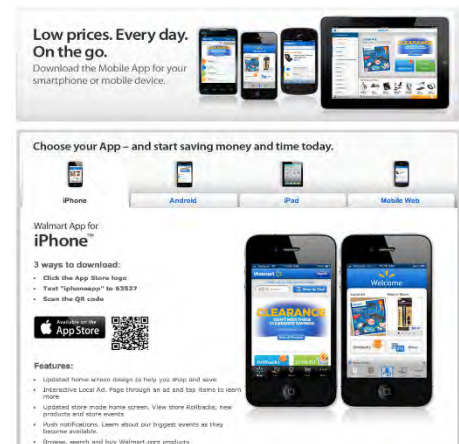 Low prices. Every day.
On the go.
Download the Mobile App for your
smartphone or mobile device.
Choose your App – and start saving money and time today.
iPhone
Android
iPad
Mobile Web
Walmart App for
iPhone™
3 ways to download:
• Click the App Store logo
• Text "iphoneapp" to 63527
• Scan the QR code
Available on the
App Store
Features:
• Updated home screen design to help you shop and save
• Interactive Local Ad. Page through an ad and tap items to learn
more
• Updated store mode home screen. View store Rollbacks, new
products and store events
• Push notifications. Learn about our biggest events as they
become available.
• Browse, search and buy Walmart.com products
Walmart
CLEARANCE
Rollbacks
Welcome